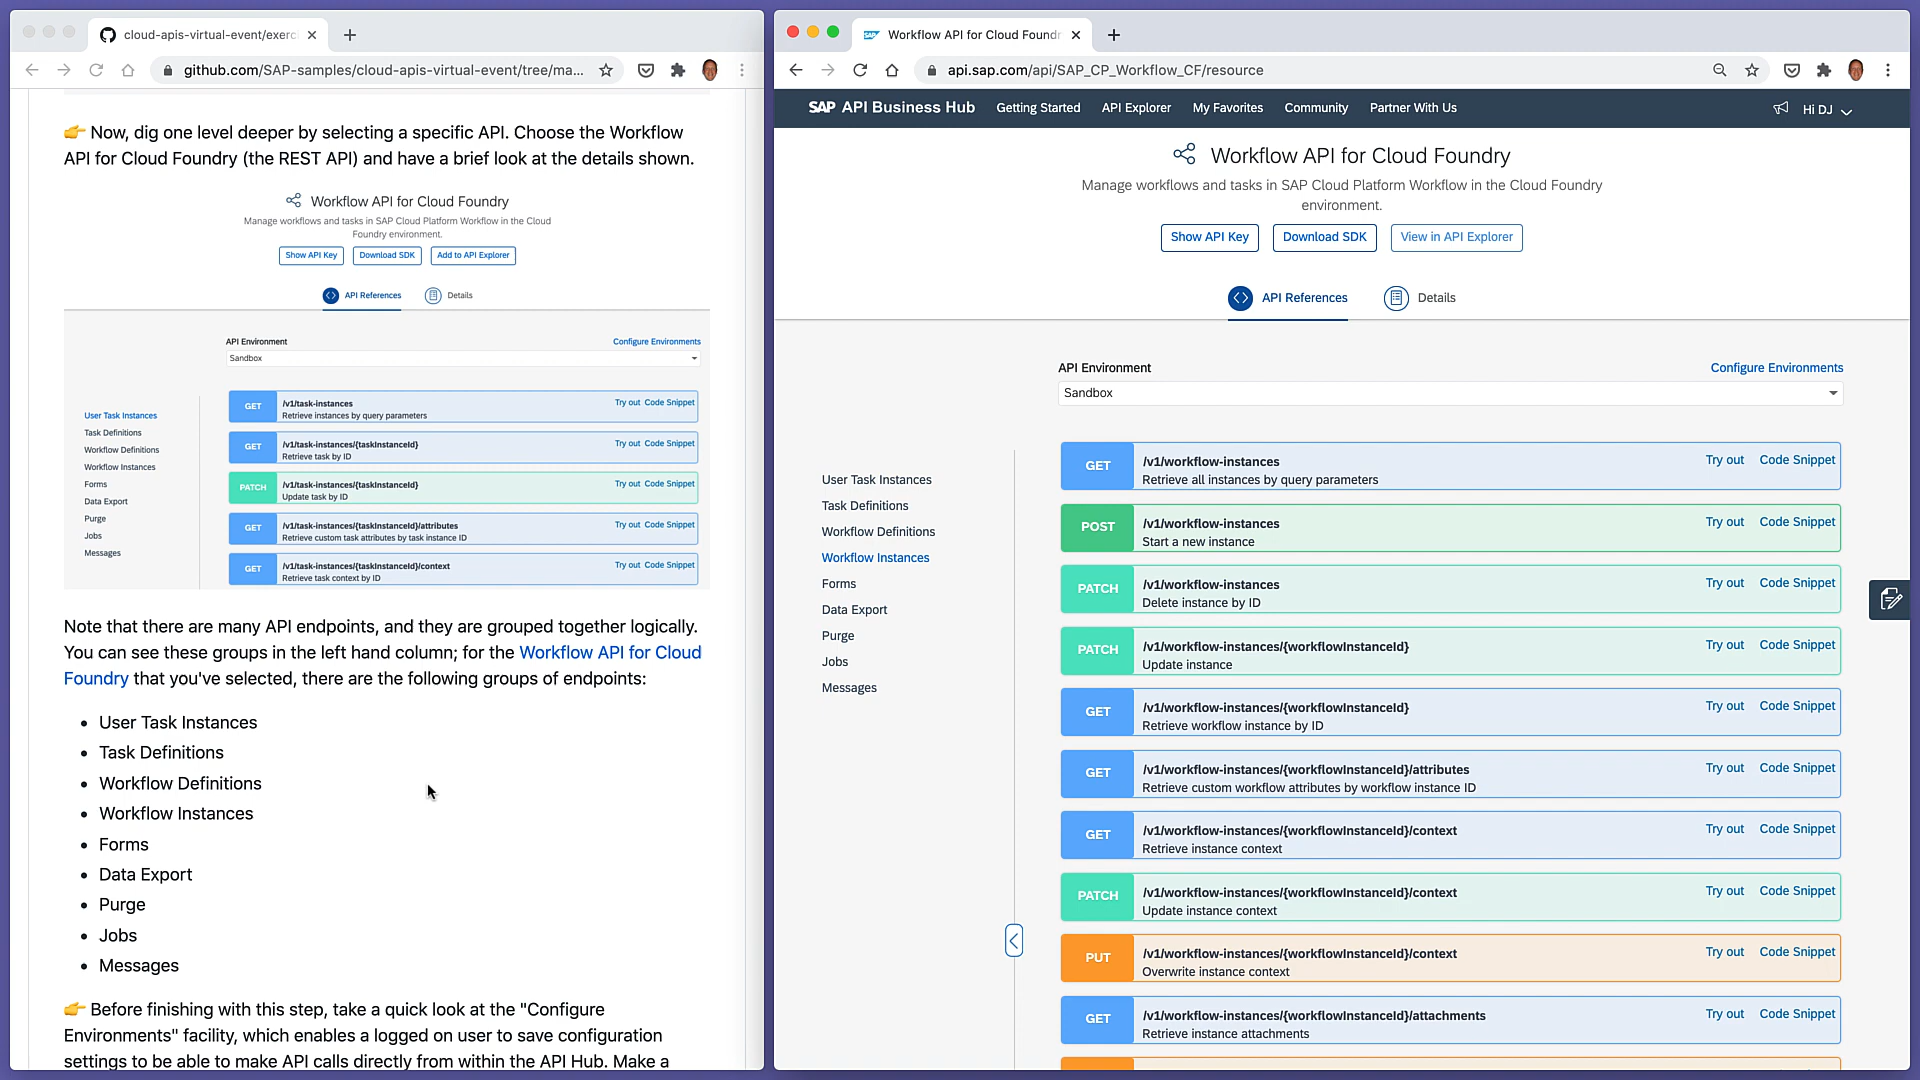 cloud-apis-virtual-event/exerc
github.com/SAP-samples/cloud-apis-virtual-event/tree/ma...
👉 Now, dig one level deeper by selecting a specific API. Choose the Workflow
API for Cloud Foundry (the REST API) and have a brief look at the details shown.
Workflow API for Cloud Foundry
Manage workflows and tasks in SAP Cloud Platform Workflow in the Cloud
Foundry environment.
Show API Key Download SDK Add to API Explorer
API References Details
API Environment Configure Environments
Sandbox
User Task Instances
Task Definitions
Workflow Definitions
Workflow Instances
Forms
Data Export
Purge
Jobs
Messages
GET /v1/task-instances Try out Code Snippet
Retrieve instances by query parameters
GET /v1/task-instances/{taskInstanceId} Try out Code Snippet
Retrieve task by ID
PATCH /v1/task-instances/{taskInstanceId} Try out Code Snippet
Update task by ID
GET /v1/task-instances/{taskInstanceId}/attributes Try out Code Snippet
Retrieve custom task attributes by task instance ID
GET /v1/task-instances/{taskInstanceId}/context Try out Code Snippet
Retrieve task context by ID
Note that there are many API endpoints, and they are grouped together logically.
You can see these groups in the left hand column; for the Workflow API for Cloud
Foundry that you've selected, there are the following groups of endpoints:
• User Task Instances
• Task Definitions
• Workflow Definitions
• Workflow Instances
• Forms
• Data Export
• Purge
• Jobs
• Messages
👉 Before finishing with this step, take a quick look at the "Configure
Environments" facility, which enables a logged on user to save configuration
settings to be able to make API calls directly from within the API Hub. Make a
SAP Workflow API for Cloud Foundr
api.sap.com/api/SAP_CP_Workflow_CF/resource
SAP API Business Hub Getting Started API Explorer My Favorites Community Partner With Us Hi DJ
Workflow API for Cloud Foundry
Manage workflows and tasks in SAP Cloud Platform Workflow in the Cloud Foundry
environment.
Show API Key Download SDK View in API Explorer
API References Details
API Environment Configure Environments
Sandbox
User Task Instances
Task Definitions
Workflow Definitions
Workflow Instances
Forms
Data Export
Purge
Jobs
Messages
GET /v1/workflow-instances Try out Code Snippet
Retrieve all instances by query parameters
POST /v1/workflow-instances Try out Code Snippet
Start a new instance
PATCH /v1/workflow-instances Try out Code Snippet
Delete instance by ID
PATCH /v1/workflow-instances/{workflowInstanceId} Try out Code Snippet
Update instance
GET /v1/workflow-instances/{workflowInstanceId} Try out Code Snippet
Retrieve workflow instance by ID
GET /v1/workflow-instances/{workflowInstanceId}/attributes Try out Code Snippet
Retrieve custom workflow attributes by workflow instance ID
GET /v1/workflow-instances/{workflowInstanceId}/context Try out Code Snippet
Retrieve instance context
PATCH /v1/workflow-instances/{workflowInstanceId}/context Try out Code Snippet
Update instance context
PUT /v1/workflow-instances/{workflowInstanceId}/context Try out Code Snippet
Overwrite instance context
GET /v1/workflow-instances/{workflowInstanceId}/attachments Try out Code Snippet
Retrieve instance attachments